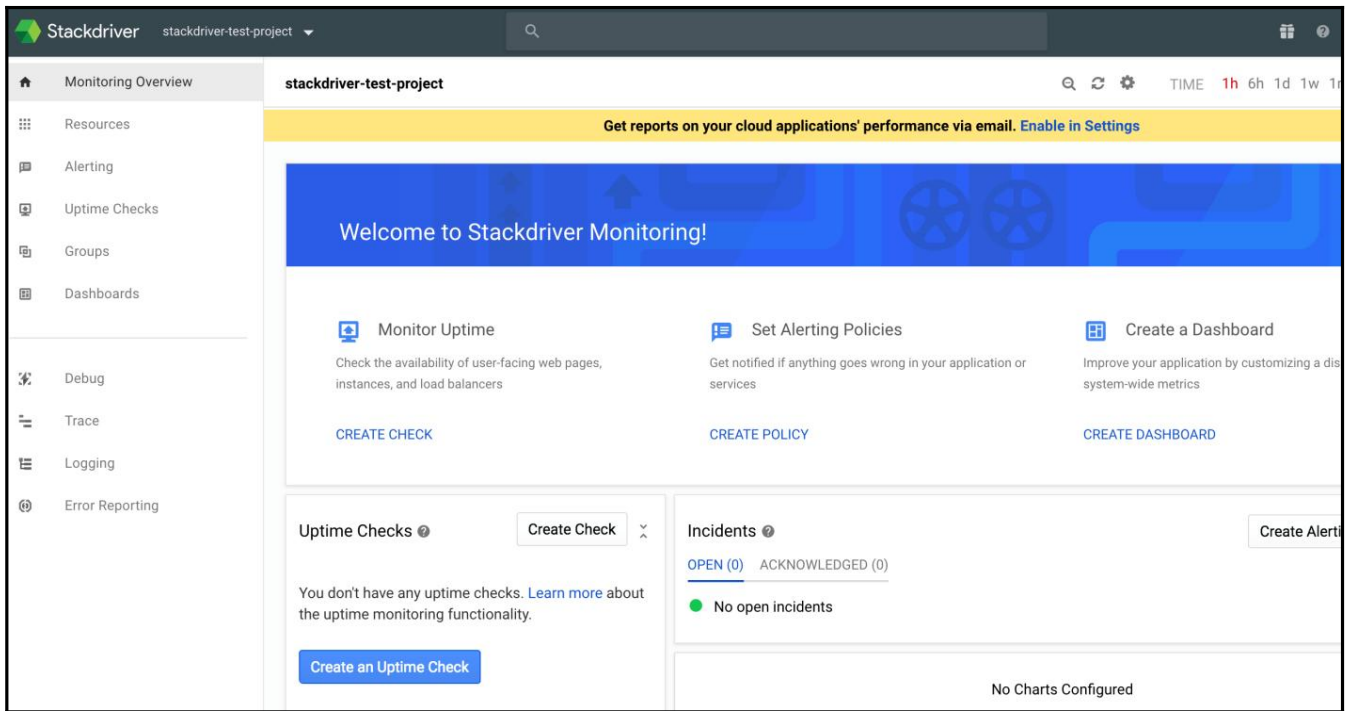 Stackdriver stackdriver-test-project
Monitoring Overview
Resources
Alerting
Uptime Checks
Groups
Dashboards
Debug
Trace
Logging
Error Reporting
stackdriver-test-project
TIME 1h 6h 1d 1w
Get reports on your cloud applications' performance via email. Enable in Settings
Welcome to Stackdriver Monitoring!
Monitor Uptime
Check the availability of user-facing web pages,
instances, and load balancers
CREATE CHECK
Set Alerting Policies
Get notified if anything goes wrong in your application or
services
CREATE POLICY
Create a Dashboard
Improve your application by customizing a dis
system-wide metrics
CREATE DASHBOARD
Uptime Checks
Create Check
You don't have any uptime checks. Learn more about
the uptime monitoring functionality.
Create an Uptime Check
Incidents
Create Alerti
OPEN (0) ACKNOWLEDGED (0)
No open incidents
No Charts Configured